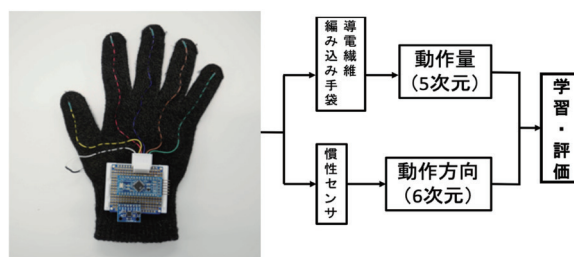 導電繊維
編み込み手袋
動作量
(5次元)
慣性センサ
動作方向
(6次元)
学習・評価